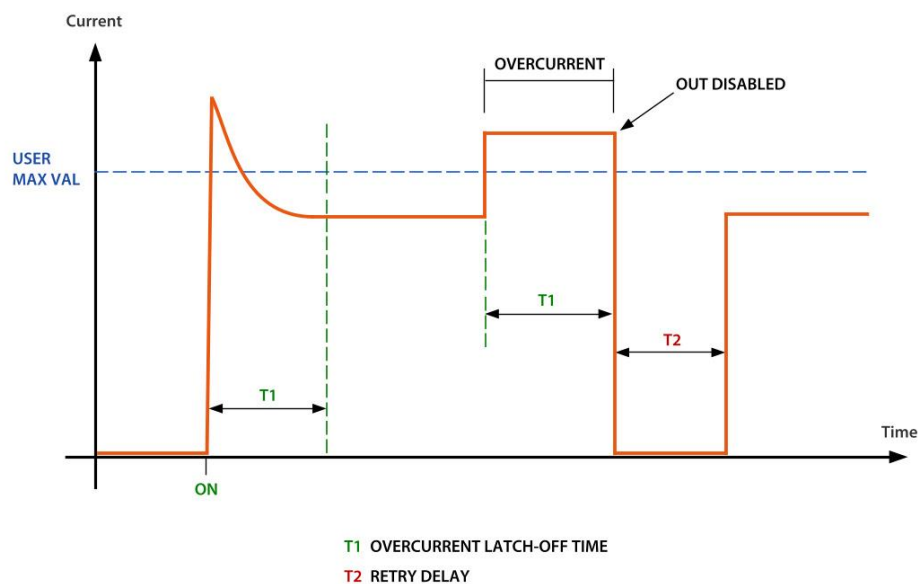 Current
OVERCURRENT
OUT DISABLED
USER
MAX VAL
T1
T2
T1
Time
ON
T1 OVERCURRENT LATCH-OFF TIME
T2 RETRY DELAY